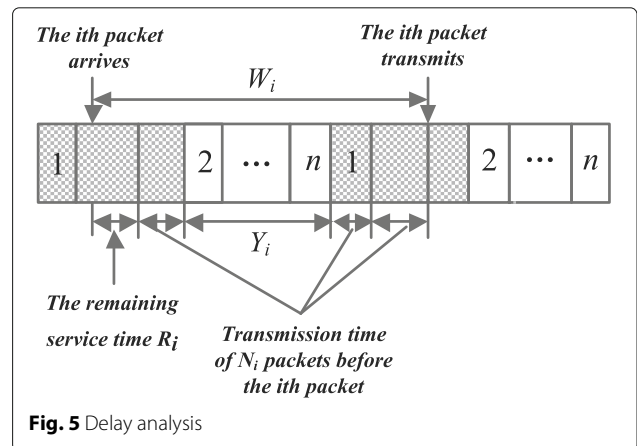 The ith packet
arrives
The ith packet
transmits
W_i
1 2 ... n 1 2 ... n
Y_i
The remaining
service time R_i
Transmission time
of N_i packets before
the ith packet
Fig. 5 Delay analysis